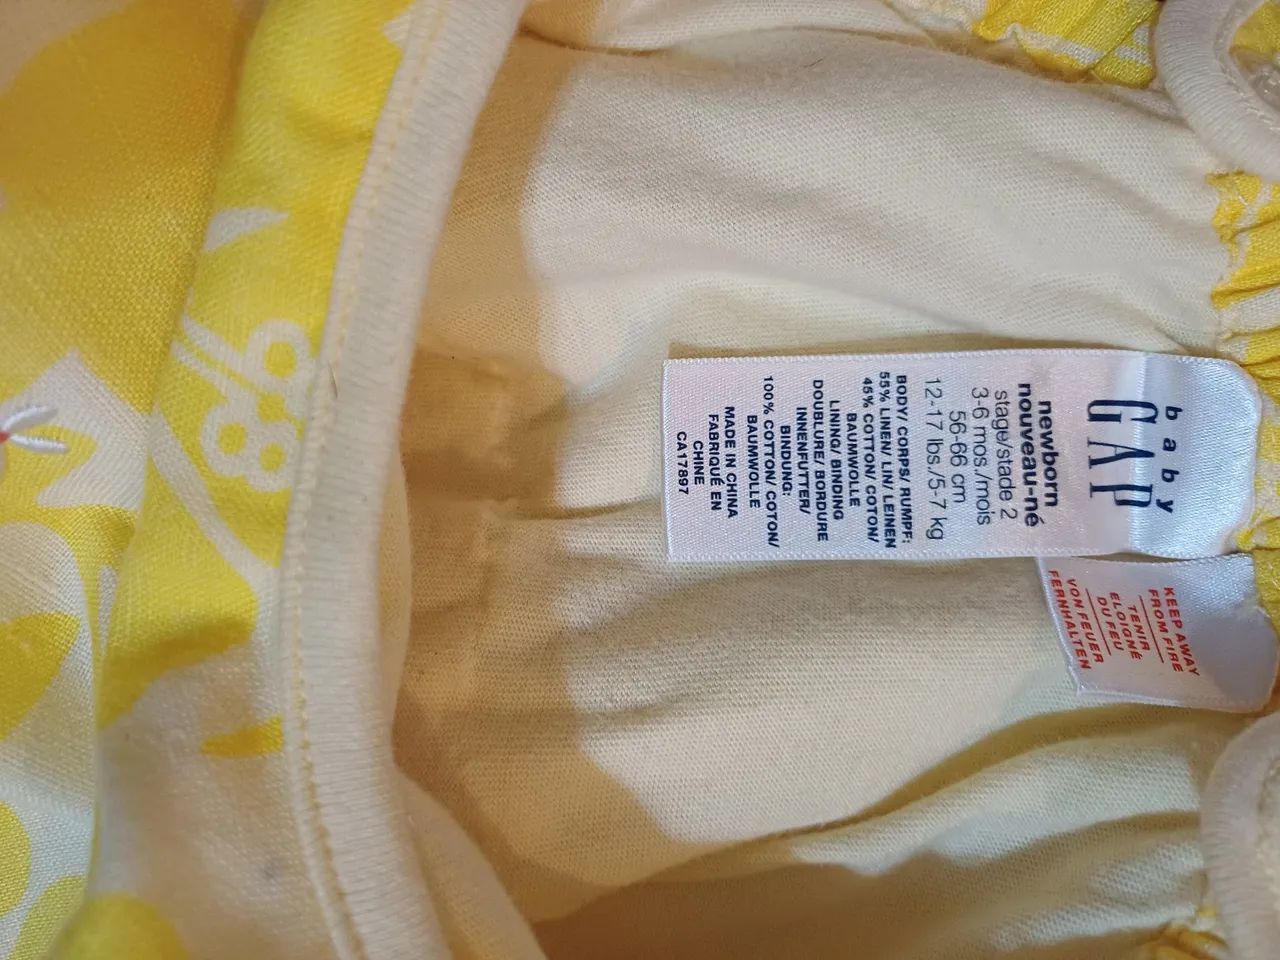 baby
GAP
newborn
nouveau-né
stage/stade 2
3-6 mos./mois
56-66 cm
12-17 lbs./5-7 kg
BODY/ CORPS/ RUMPF:
55% LINEN/ LIN/ LEINEN
45% COTTON/ COTON/
BAUMWOLLE
LINING/ BINDING
DOUBLURE/ BORDURE
INNENFUTTER/
BINDUNG:
100% COTTON/ COTON/
BAUMWOLLE
MADE IN CHINA
FABRIQUÉ EN
CHINE
CA17897
KEEP AWAY
FROM FIRE
TENIR
ELOIGNÉ
DU FEU
VON FEUER
FERNHALTEN